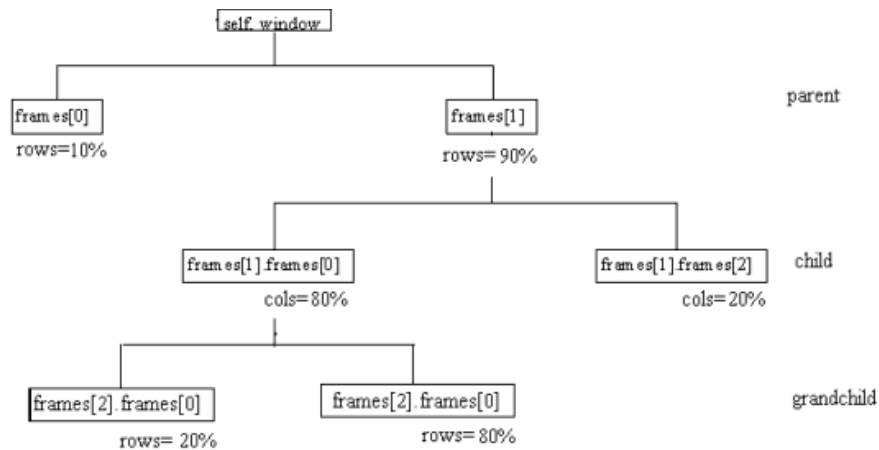 self. window
frames[0]
frames[1]
parent
rows=10%
rows= 90%
frames[1].frames[0]
frames[1].frames[2]
child
cols=80%
cols=20%
frames[2].frames[0]
frames[2].frames[0]
grandchild
rows= 20%
rows=80%